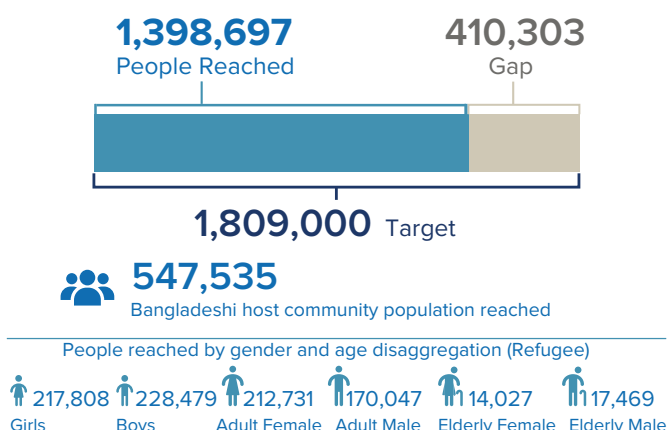 1,398,697 410,303
People Reached Gap
1,809,000 Target
547,535
Bangladeshi host community population reached
People reached by gender and age disaggregation (Refugee)
217,808 228,479 212,731 170,047 14,027 17,469
Girls Boys Adult Female Adult Male Elderly Female Elderly Male